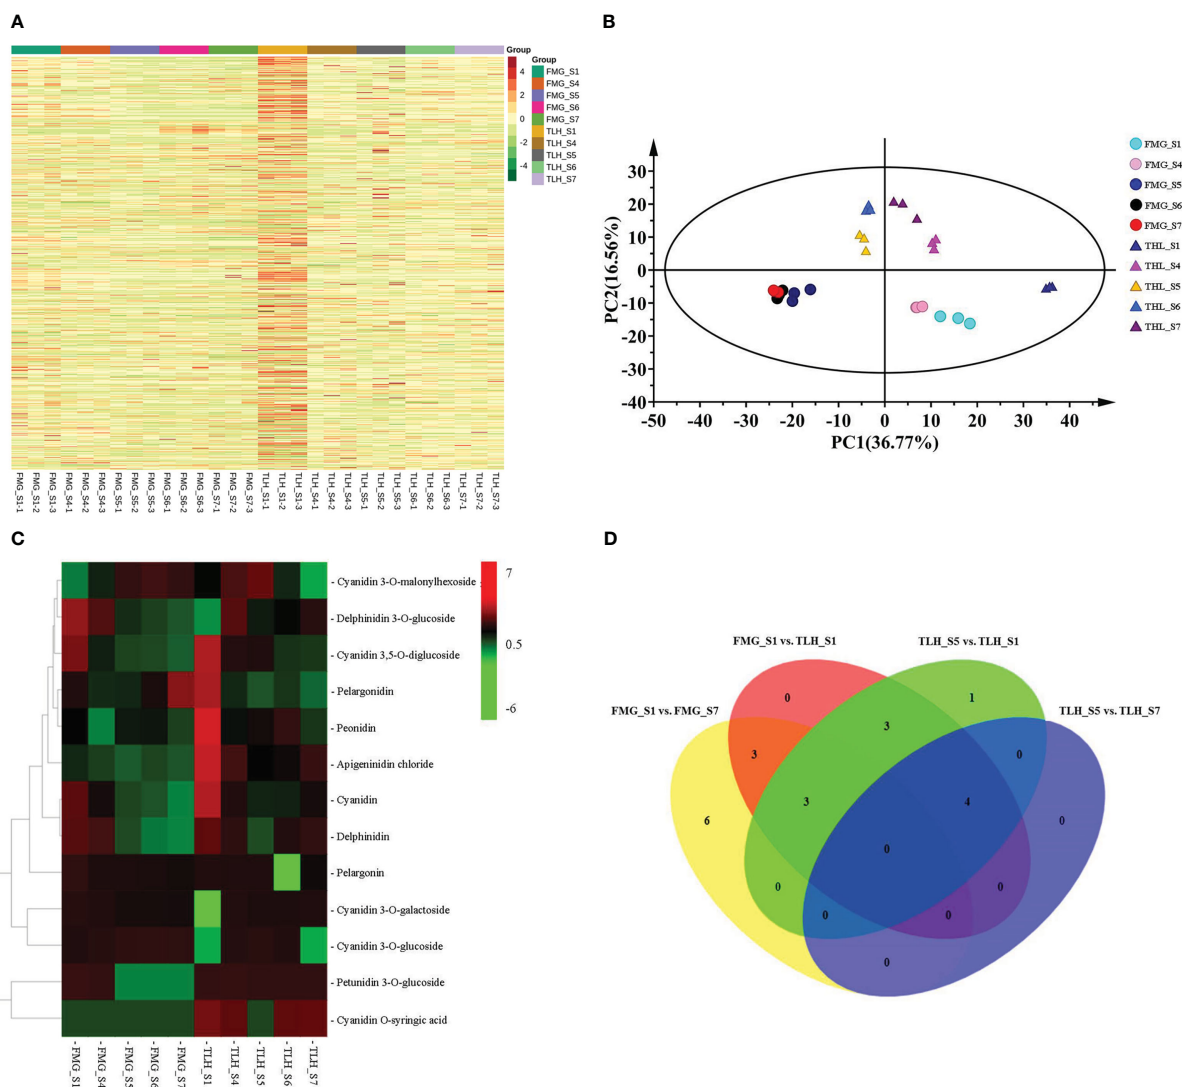 A
Group
4
2
0
-2
-4
Group
FMG_S1
FMG_S4
FMG_S5
FMG_S6
FMG_S7
TLH_S1
TLH_S4
TLH_S5
TLH_S6
TLH_S7
FMG_S1-1
FMG_S1-2
FMG_S1-3
FMG_S4-1
FMG_S4-2
FMG_S4-3
FMG_S5-1
FMG_S5-2
FMG_S5-3
FMG_S6-1
FMG_S6-2
FMG_S6-3
FMG_S7-1
FMG_S7-2
FMG_S7-3
TLH_S1-1
TLH_S1-2
TLH_S1-3
TLH_S4-1
TLH_S4-2
TLH_S4-3
TLH_S5-1
TLH_S5-2
TLH_S5-3
TLH_S6-1
TLH_S6-2
TLH_S6-3
TLH_S7-1
TLH_S7-2
TLH_S7-3
B
PC2(16.56%)
30
20
10
0
-10
-20
-30
-40
-50 -40 -30 -20 -10 0 10 20 30 40
PC1(36.77%)
FMG_S1
FMG_S4
FMG_S5
FMG_S6
FMG_S7
THL_S1
THL_S4
THL_S5
THL_S6
THL_S7
C
- Cyanidin 3-O-malonylhexoside
- Delphinidin 3-O-glucoside
- Cyanidin 3,5-O-diglucoside
- Pelargonidin
- Peonidin
- Apigeninidin chloride
- Cyanidin
- Delphinidin
- Pelargonin
- Cyanidin 3-O-galactoside
- Cyanidin 3-O-glucoside
- Petunidin 3-O-glucoside
- Cyanidin O-syringic acid
7
0.5
-6
- FMG_S1
- FMG_S4
- FMG_S5
- FMG_S6
- FMG_S7
- TLH_S1
- TLH_S4
- TLH_S5
- TLH_S6
- TLH_S7
D
FMG_S1 vs. TLH_S1
TLH_S5 vs. TLH_S1
FMG_S1 vs. FMG_S7
TLH_S5 vs. TLH_S7
0
1
3
3
0
3
4
6
0
0
0
0
0
0
0